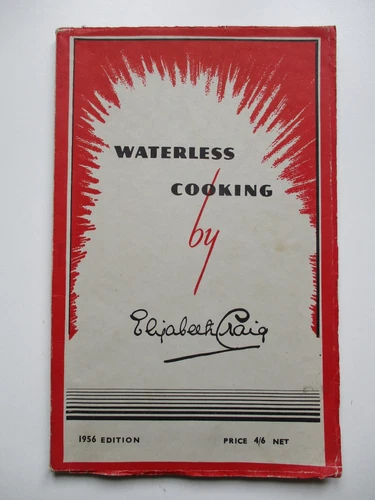 WATERLESS
COOKING
by
Elizabeth Craig
1956 EDITION PRICE 4/6 NET